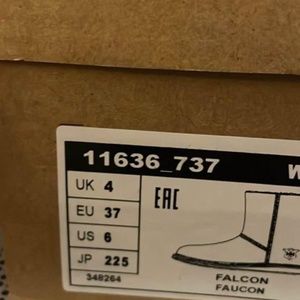 11636_737 W
UK 4
EU 37
US 6
JP 225
348264
EAC
FALCON
FAUCON